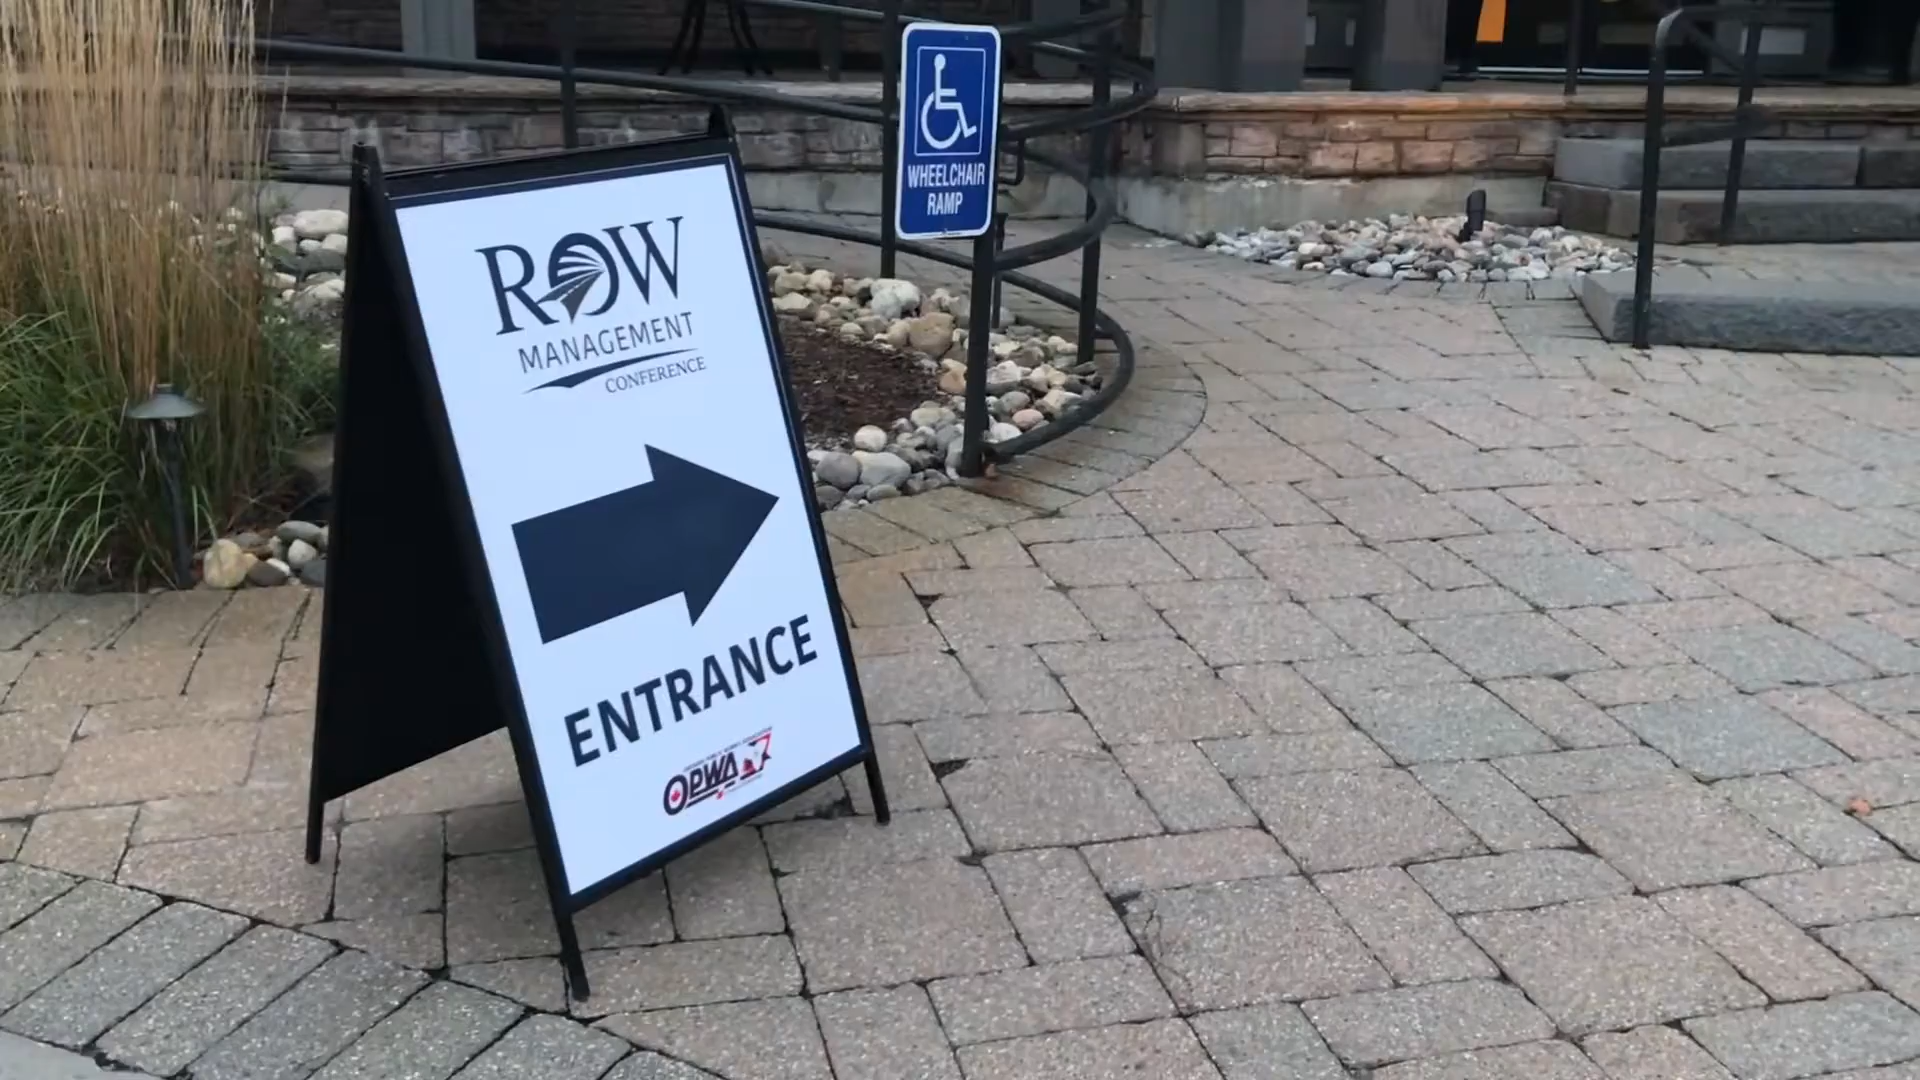 ROW
MANAGEMENT
CONFERENCE
ENTRANCE
OPWA
WHEELCHAIR
RAMP